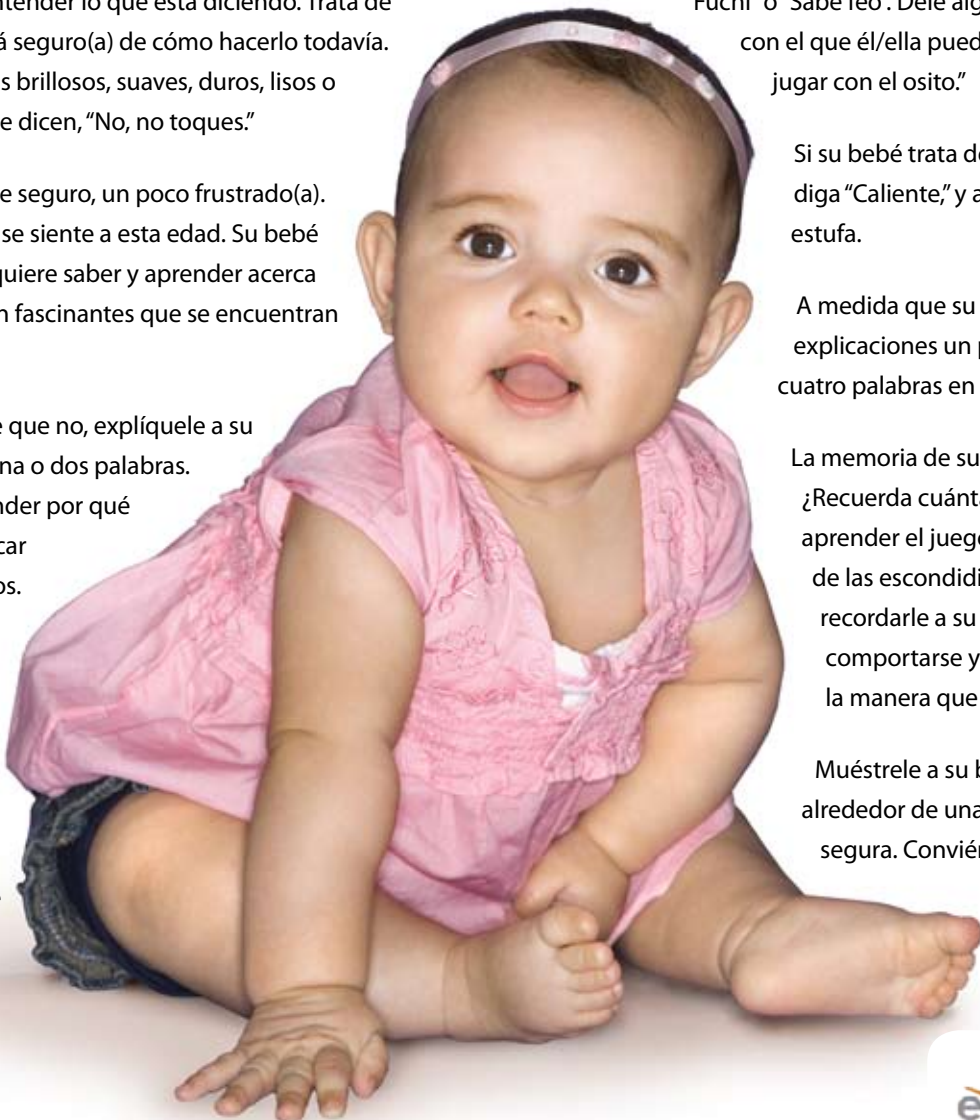 ntender lo que está diciendo. Trata de
á seguro(a) de cómo hacerlo todavía.
s brillosos, suaves, duros, lisos o
e dicen, “No, no toques.”
e seguro, un poco frustrado(a).
se siente a esta edad. Su bebé
quiere saber y aprender acerca
n fascinantes que se encuentran
e que no, explíquele a su
na o dos palabras.
nder por qué
car
os.
Fuchi” o “Sabe feo”. Dele alg
con el que él/ella pued
jugar con el osito.”
Si su bebé trata d
diga “Caliente,” y a
estufa.
A medida que su
explicaciones un p
cuatro palabras en
La memoria de su
¿Recuerda cuánta
aprender el juego
de las escondidi
recordarle a su
comportarse y
la manera que
Muéstrele a su b
alrededor de una
segura. Convié
e